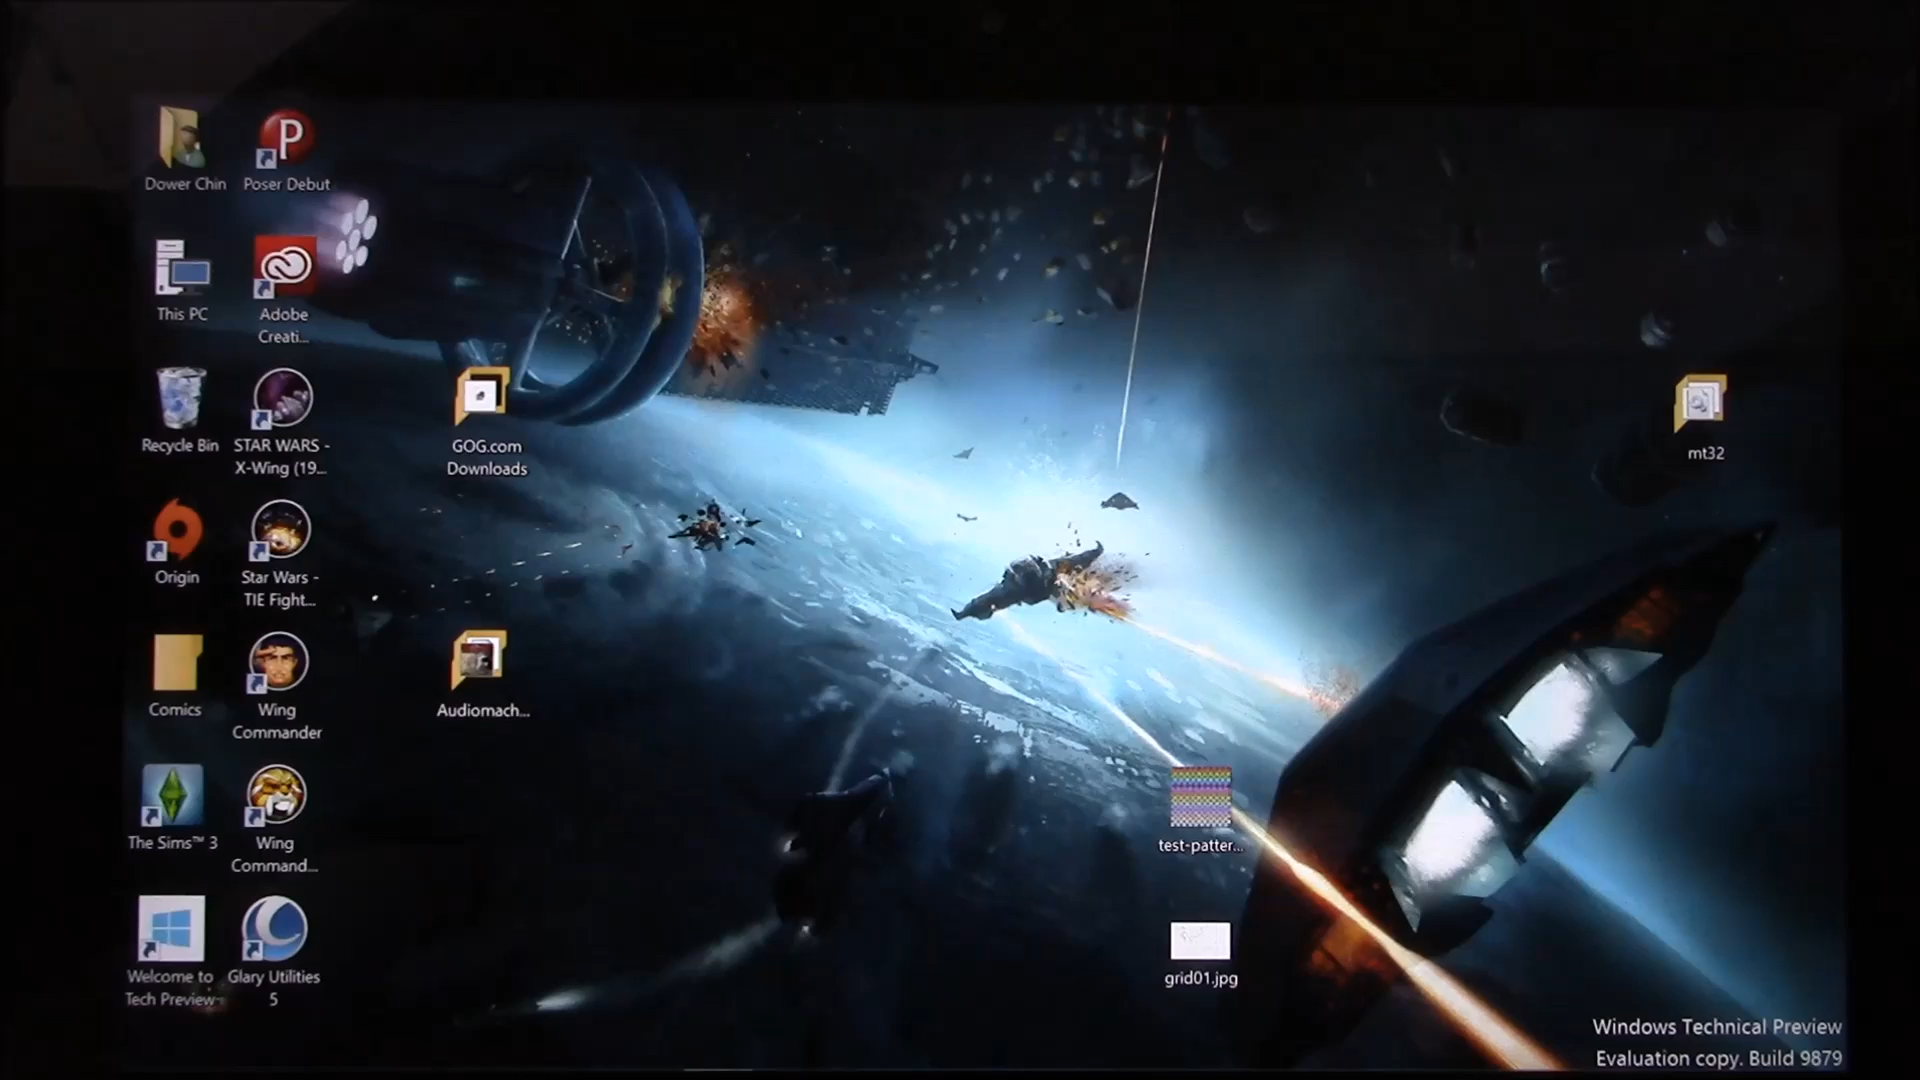 Dower Chin
Poser Debut
This PC
Adobe
Creati...
Recycle Bin
STAR WARS -
X-Wing (19...
GOG.com
Downloads
mt32
Origin
Star Wars -
TIE Fight...
Comics
Wing
Commander
Audiomach...
The Sims™ 3
Wing
Command...
test-patter...
Welcome to
Tech Preview
Glary Utilities
5
grid01.jpg
Windows Technical Preview
Evaluation copy. Build 9879